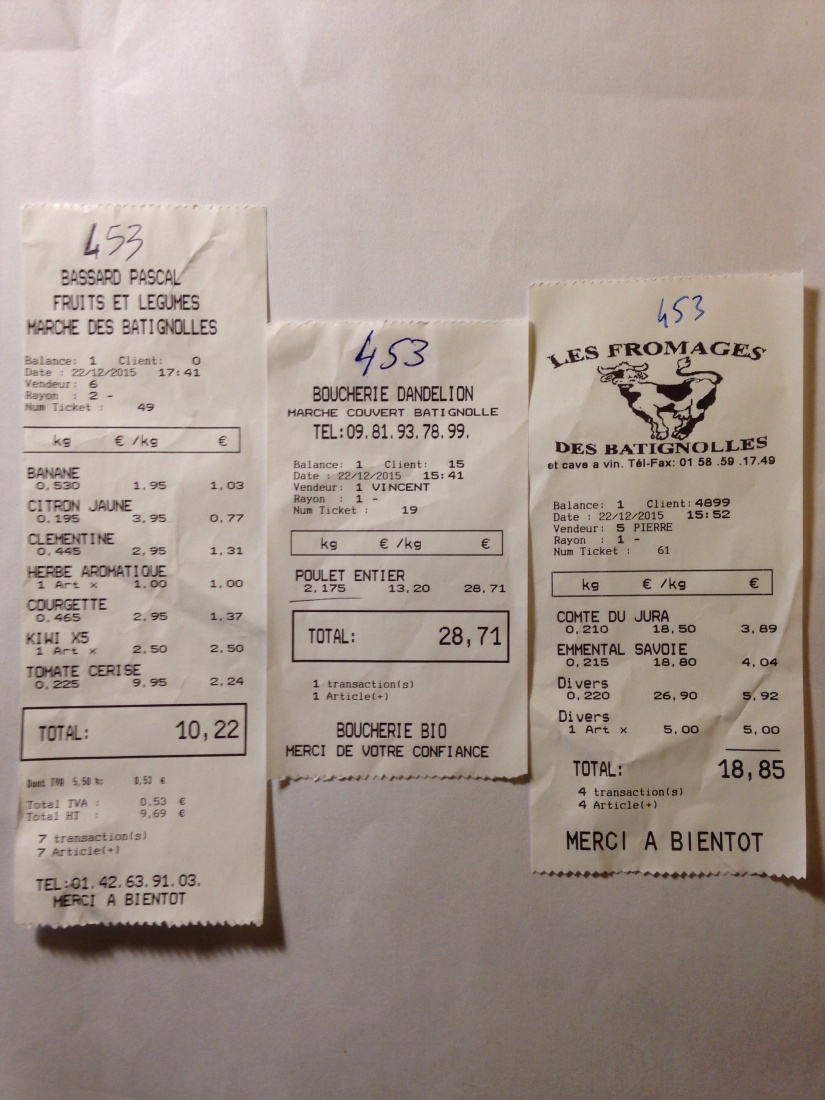 453
BASSARD PASCAL
FRUITS ET LEGUMES
MARCHE DES BATIGNOLLES
Balance: 1 Client: 0
Date : 22/12/2015 17:41
Vendeur: 6
Rayon : 2 -
Num Ticket : 49
kg € /kg €
BANANE
0,530 1,95 1,03
CITRON JAUNE
0,195 3,95 0,77
CLEMENTINE
0,445 2,95 1,31
HERBE AROMATIQUE
1 Art x 1,00 1,00
COURGETTE
0,465 2,95 1,37
KIWI X5
1 Art x 2,50 2,50
TOMATE CERISE
0,225 9,95 2,24
TOTAL: 10,22
Dont TVA 5,50 %: 0,53 €
Total TVA : 0,53 €
Total HT : 9,69 €
7 transaction(s)
7 Article(+)
TEL:01.42.63.91.03.
MERCI A BIENTOT
453
BOUCHERIE DANDELION
MARCHE COUVERT BATIGNOLLE
TEL:09.81.93.78.99.
Balance: 1 Client: 15
Date : 22/12/2015 15:41
Vendeur: 1 VINCENT
Rayon : 1 -
Num Ticket : 19
kg € /kg €
POULET ENTIER
2,175 13,20 28,71
TOTAL: 28,71
1 transaction(s)
1 Article(+)
BOUCHERIE BIO
MERCI DE VOTRE CONFIANCE
453
LES FROMAGES
DES BATIGNOLLES
et cave a vin. Tél-Fax: 01 58 .59 .17.49
Balance: 1 Client:4899
Date : 22/12/2015 15:52
Vendeur: 5 PIERRE
Rayon : 1 -
Num Ticket : 61
kg € /kg €
COMTE DU JURA
0,210 18,50 3,89
EMMENTAL SAVOIE
0,215 18,80 4,04
Divers
0,220 26,90 5,92
Divers
1 Art x 5,00 5,00
TOTAL: 18,85
4 transaction(s)
4 Article(+)
MERCI A BIENTOT